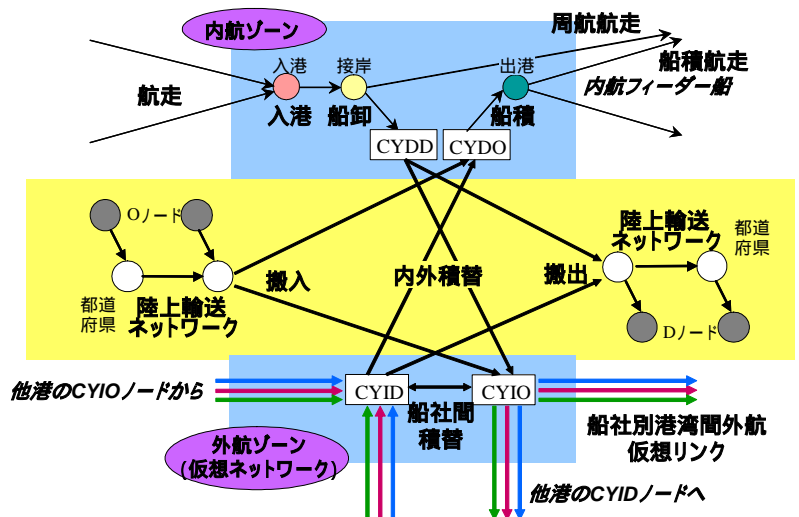 内航ゾーン
周航航走
船積航走
内航フィーダー船
入港
接岸
出港
航走
入港
船卸
船積
CYDD
CYDO
Oノード
陸上輸送
ネットワーク
都道
府県
搬入
内外積替
搬出
都道
府県
陸上輸送
ネットワーク
Dノード
他港のCYIOノードから
CYID
CYIO
船社間
積替
船社別港湾間外航
仮想リンク
外航ゾーン
(仮想ネットワーク)
他港のCYIDノードへ